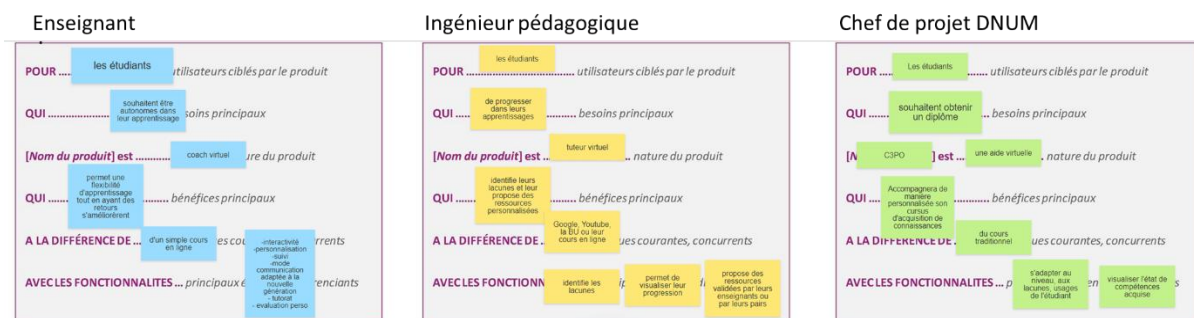 Enseignant
POUR ... les étudiants utilisateurs ciblés par le produit
QUI ... souhaitent être
autonomes dans
leur apprentissage
soins principaux
[Nom du produit] est ... coach virtuel
re du produit
QUI ... permet une
flexibilité
d'apprentissage
tout en ayant des
retours
s'améliorèrent
bénéfices principaux
A LA DIFFÉRENCE DE ... d'un simple cours
en ligne
es cou
currents
AVEC LES FONCTIONNALITES ... principaux é
-interactivité
-personnalisation
-suivi
-mode
communication
adaptée à la
nouvelle
génération
- tutorat
- evaluation perso
renciants
Ingénieur pédagogique
POUR ... les étudiants
utilisateurs ciblés par le produit
QUI ... de progresser
dans leurs
apprentissages
besoins principaux
[Nom du produit] est ... tuteur virtuel
nature du produit
QUI ... identifie leurs
lacunes et leur
propose des
ressources
personnalisées
bénéfices principaux
A LA DIFFÉRENCE DE ... Google, Youtube,
la BU ou leur
cours en ligne
ues courantes, concurrents
AVEC LES FONCTIONN
identifie les
lacunes
permet de
visualiser leur
progression
propose des
ressources
validées par leurs
enseignants ou
par leurs pairs
Chef de projet DNUM
POUR ... Les étudiants
utilisateurs ciblés par le produit
QUI ... souhaitent obtenir
un diplôme
besoins principaux
[N
C3PO
] est ... une aide virtuelle
nature du produit
QUI ... Accompagnera de
manière
personnalisée son
cursus
d'acquisition de
connaissances
bénéfices principaux
A LA DIFFÉRENCE DE ... du cours
traditionnel
ues courantes, concurrents
AVEC LES FONCTIONNALITES ... p
s'adapter au
niveau, aux
lacunes, usages
de l'étudiant
en
visualiser l'état de
compétences
acquise
ts